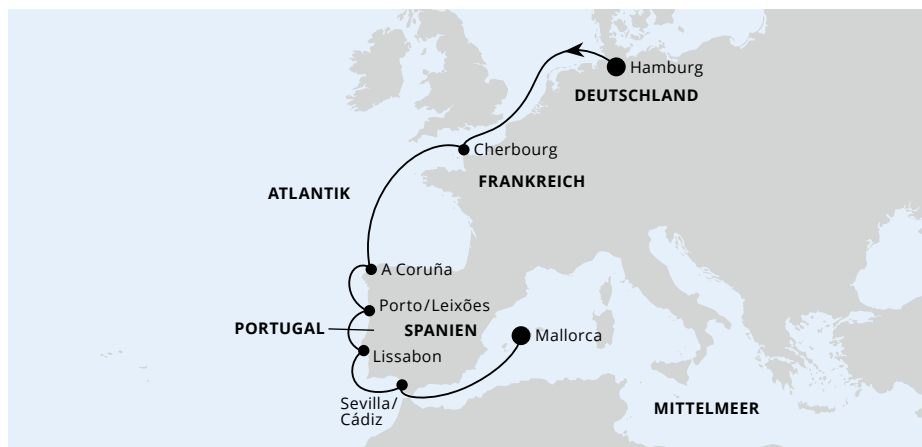 Hamburg
DEUTSCHLAND
Cherbourg
FRANKREICH
ATLANTIK
A Coruña
Porto/Leixões
PORTUGAL
SPANIEN
Mallorca
Lissabon
Sevilla/
Cádiz
MITTELMEER